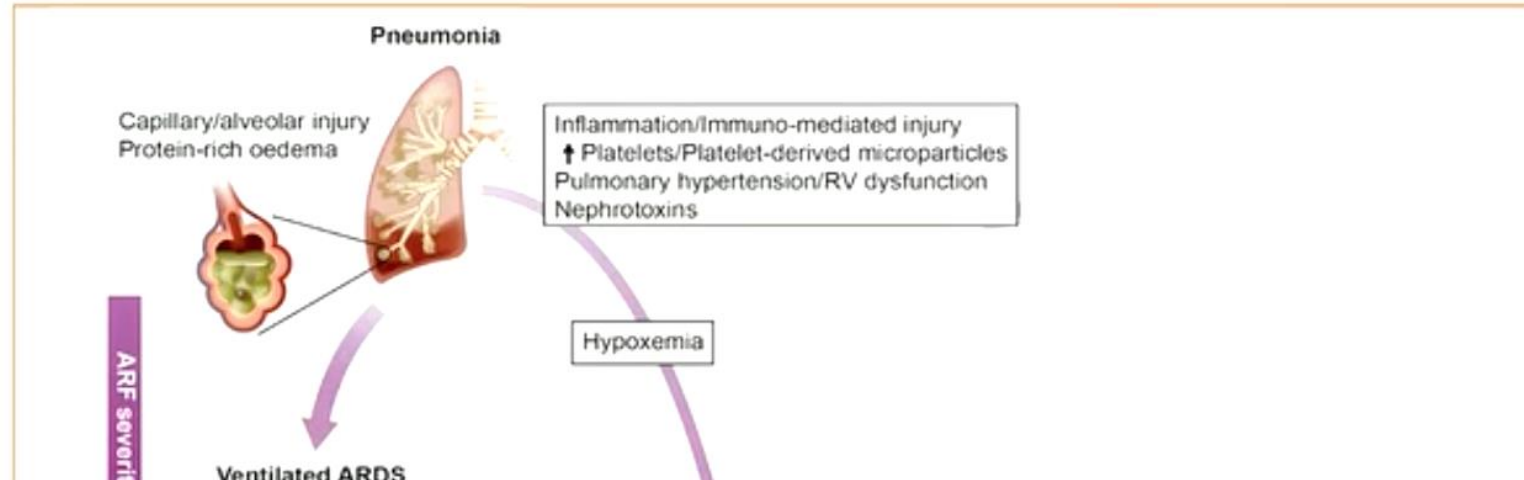 Pneumonia
Capillary/alveolar injury
Protein-rich oedema
Inflammation/Immuno-mediated injury
↑ Platelets/Platelet-derived microparticles
Pulmonary hypertension/RV dysfunction
Nephrotoxins
Hypoxemia
ARF
Ventilated ARDS